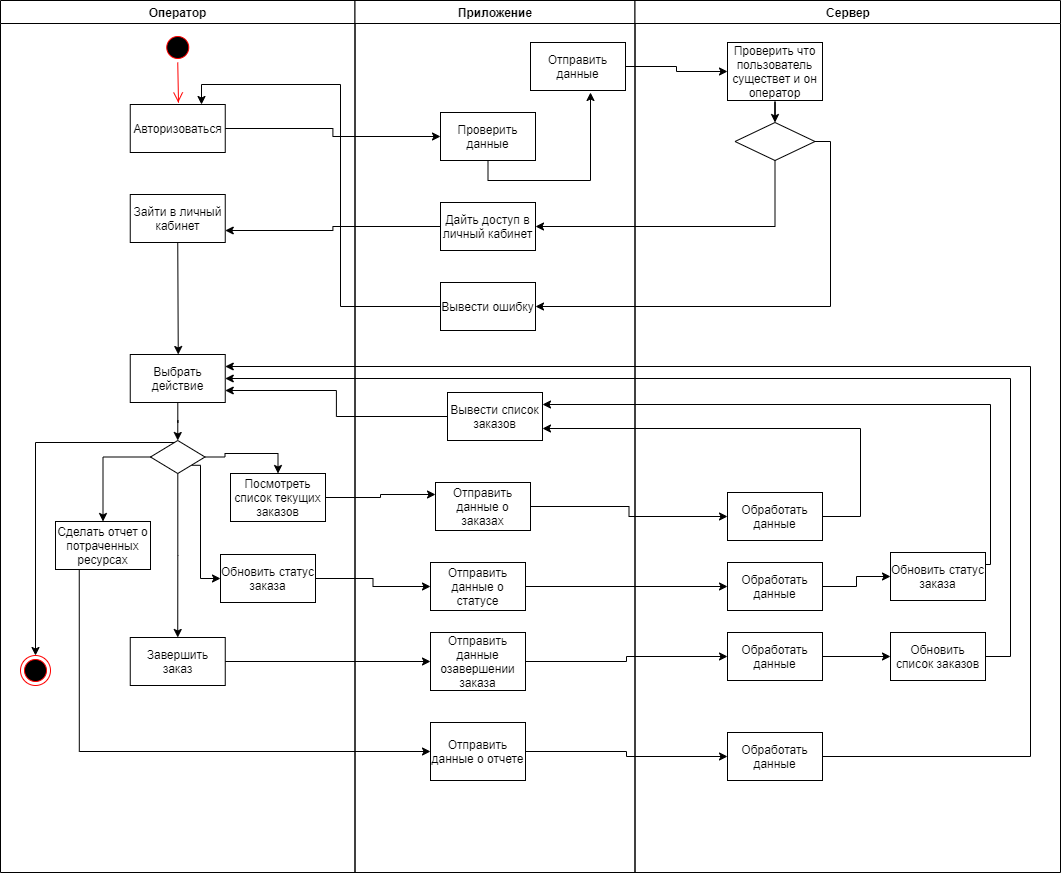 Оператор
Приложение
Сервер
Отправить
данные
Проверить что
пользователь
существет и он
оператор
Авторизоваться
Проверить
данные
Зайти в личный
кабинет
Дайть доступ в
личный кабинет
Вывести ошибку
Выбрать
действие
Вывести список
заказов
Посмотреть
список текущих
заказов
Отправить
данные о
заказах
Обработать
данные
Сделать отчет о
потраченных
ресурсах
Обновить статус
заказа
Отправить
данные о
статусе
Обработать
данные
Обновить статус
заказа
Завершить
заказ
Отправить
данные
озавершении
заказа
Обработать
данные
Обновить
список заказов
Отправить
данные о отчете
Обработать
данные